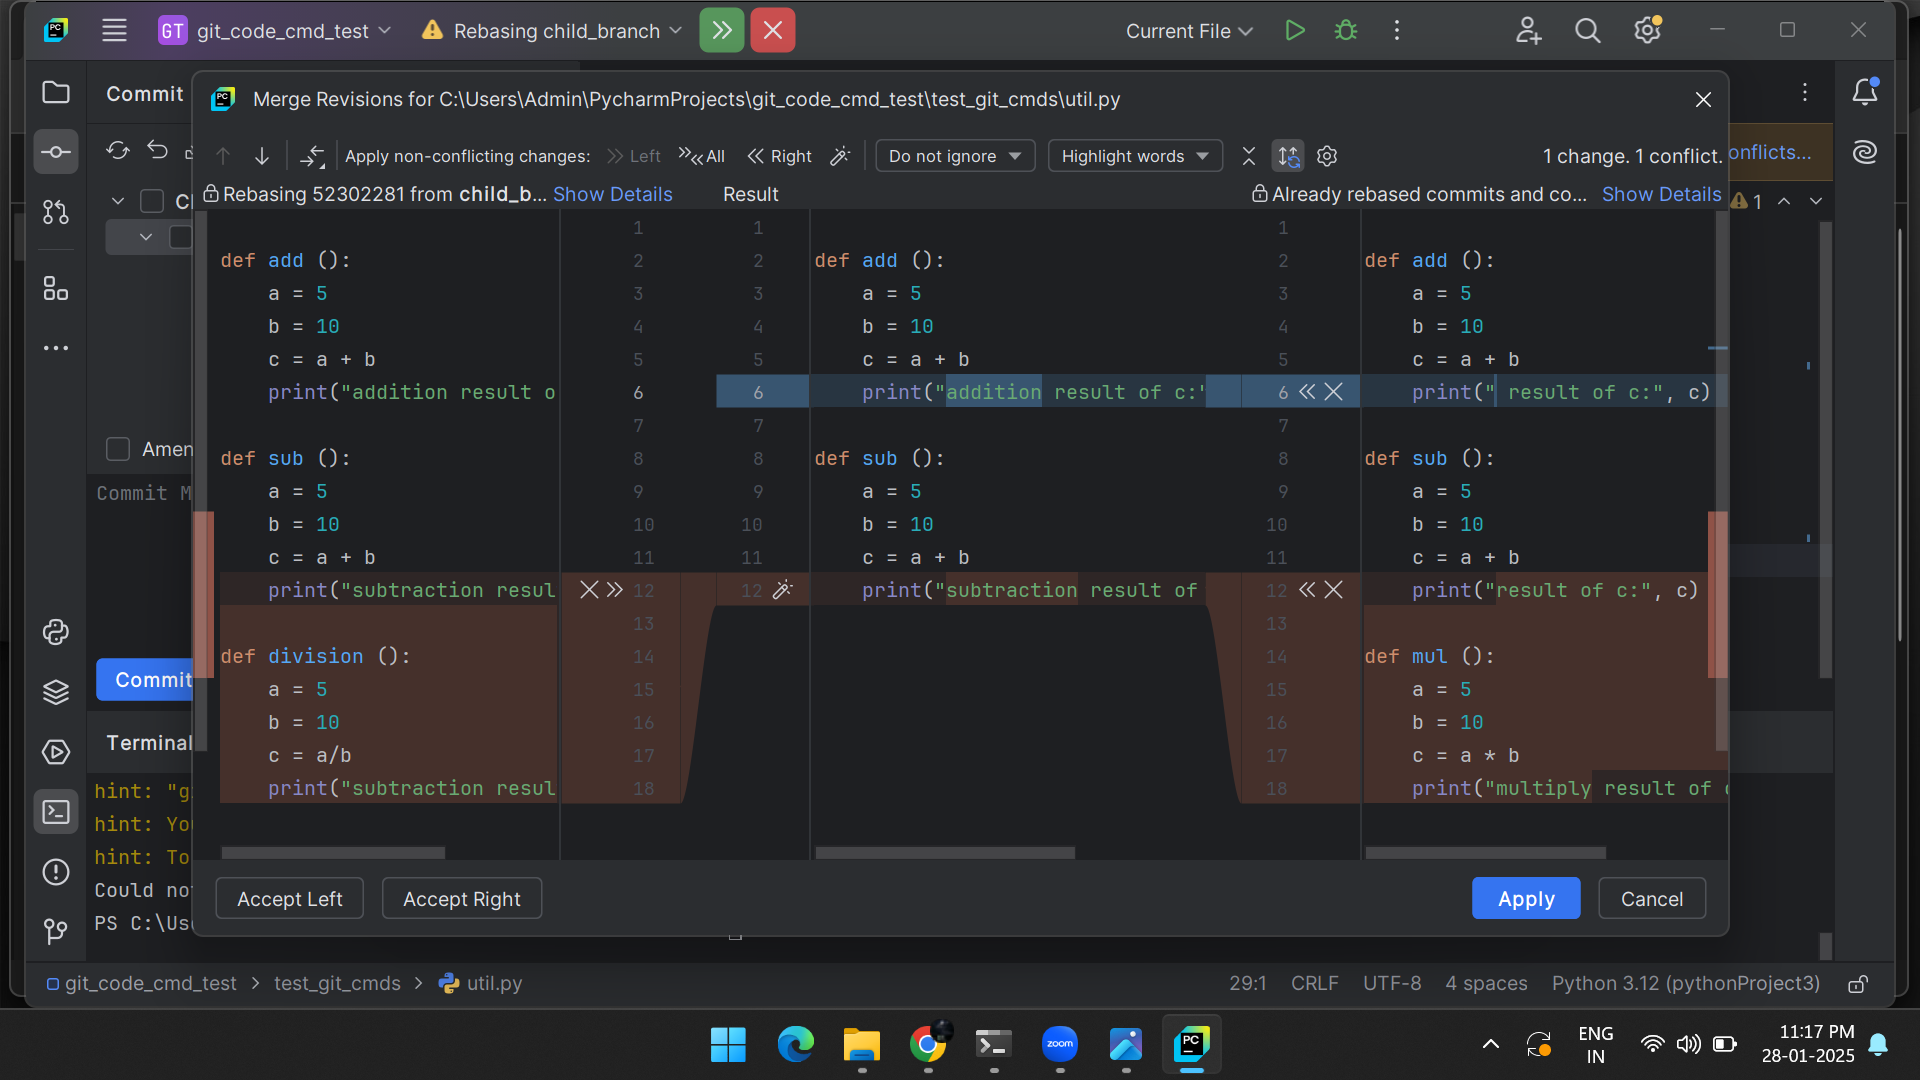 PC
GT git_code_cmd_test
Rebasing child_branch
Current File
Commit
Merge Revisions for C:\Users\Admin\PycharmProjects\git_code_cmd_test\test_git_cmds\util.py
Apply non-conflicting changes: Left All Right
Do not ignore
Highlight words
1 change. 1 conflict.
onflicts...
Rebasing 52302281 from child_b... Show Details
Result
Already rebased commits and co... Show Details
1
def add ():
a = 5
b = 10
c = a + b
print("addition result o
def sub ():
a = 5
b = 10
c = a + b
print("subtraction resul
def division ():
a = 5
b = 10
c = a/b
print("subtraction resul
1 1
2 2
3 3
4 4
5 5
6 6
7 7
8 8
9 9
10 10
11 11
12 12
13
14
15
16
17
18
def add ():
a = 5
b = 10
c = a + b
print("addition result of c:"
def sub ():
a = 5
b = 10
c = a + b
print("subtraction result of
1
2
3
4
5
6
7
8
9
10
11
12
13
14
15
16
17
18
def add ():
a = 5
b = 10
c = a + b
print(" result of c:", c)
def sub ():
a = 5
b = 10
c = a + b
print("result of c:", c)
def mul ():
a = 5
b = 10
c = a * b
print("multiply result of
Amen
Commit M
Commit
Terminal
hint: "g
hint: You
hint: To
Could no
PS C:\Use
Accept Left
Accept Right
Apply
Cancel
git_code_cmd_test > test_git_cmds > util.py
29:1 CRLF UTF-8 4 spaces Python 3.12 (pythonProject3)
zoom
PC
ENG
IN
11:17 PM
28-01-2025